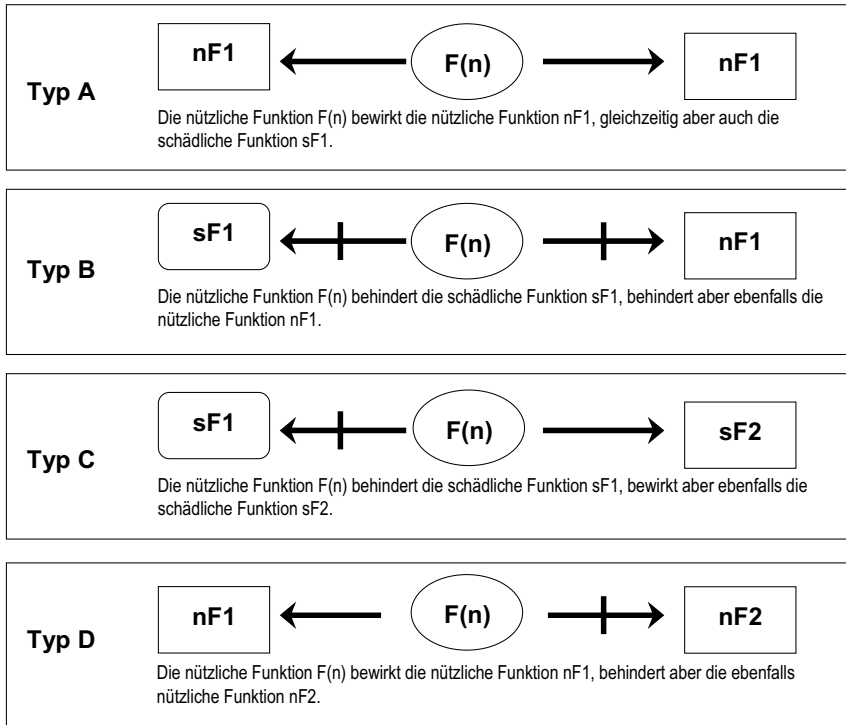 nF1 F(n) nF1
Typ A
Die nützliche Funktion F(n) bewirkt die nützliche Funktion nF1, gleichzeitig aber auch die
schädliche Funktion sF1.
sF1 F(n) nF1
Typ B
Die nützliche Funktion F(n) behindert die schädliche Funktion sF1, behindert aber ebenfalls die
nützliche Funktion nF1.
sF1 F(n) sF2
Typ C
Die nützliche Funktion F(n) behindert die schädliche Funktion sF1, bewirkt aber ebenfalls die
schädliche Funktion sF2.
nF1 F(n) nF2
Typ D
Die nützliche Funktion F(n) bewirkt die nützliche Funktion nF1, behindert aber die ebenfalls
nützliche Funktion nF2.